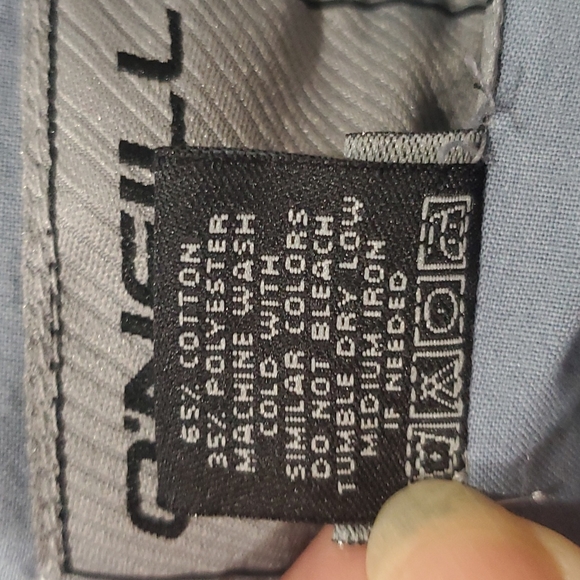 O'NEILL
65% COTTON
35% POLYESTER
MACHINE WASH
COLD WITH
SIMILAR COLORS
DO NOT BLEACH
TUMBLE DRY LOW
MEDIUM IRON
IF NEEDED